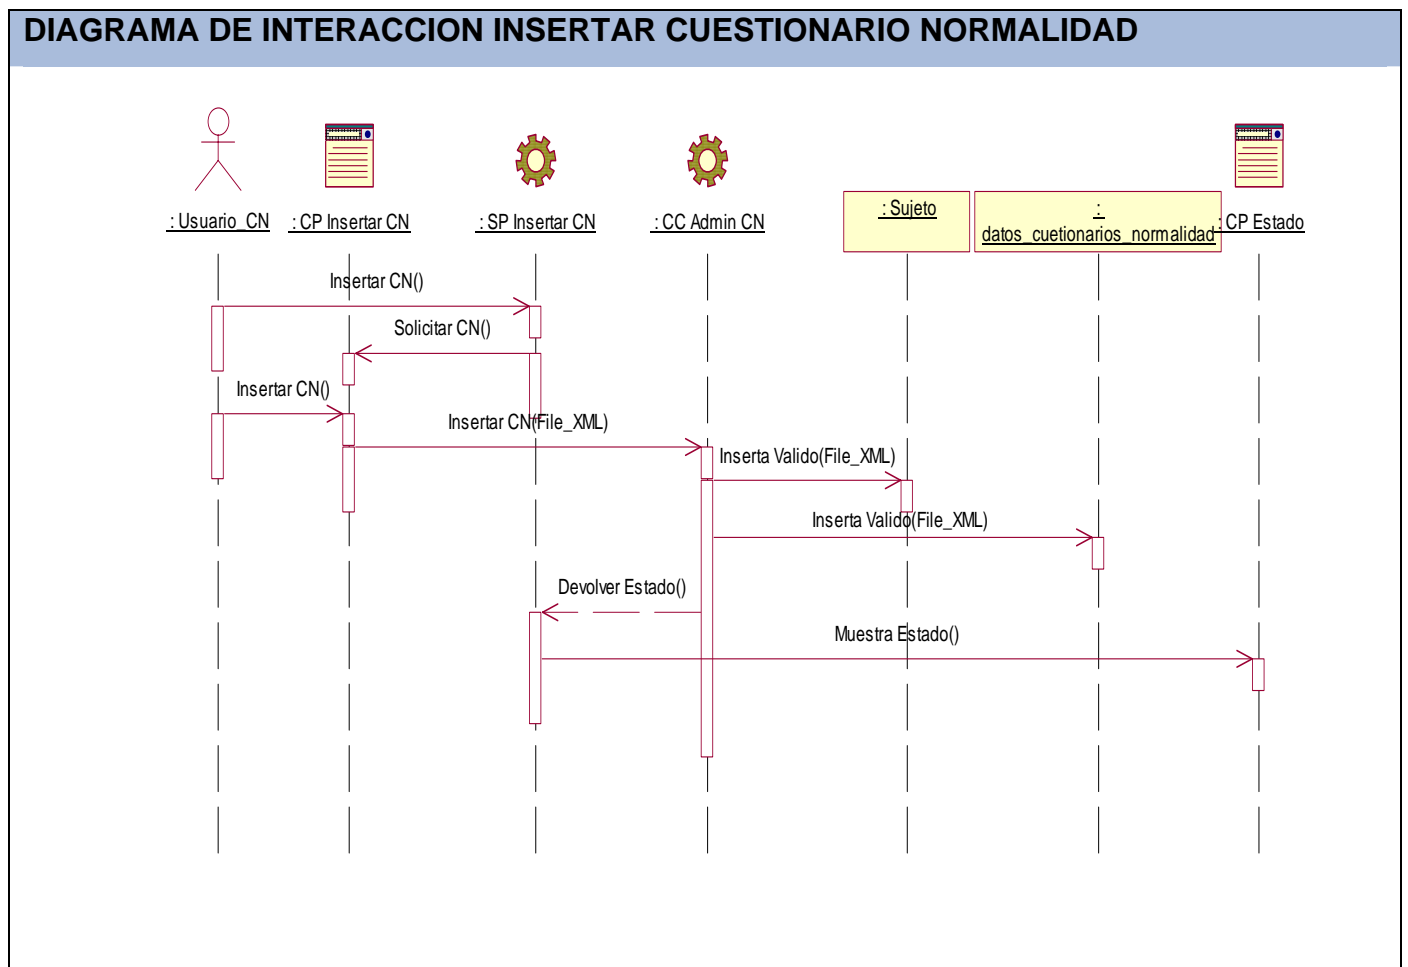 DIAGRAMA DE INTERACCION INSERTAR CUESTIONARIO NORMALIDAD
: Usuario_CN
: CP Insertar CN
: SP Insertar CN
: CC Admin CN
: Sujeto
:
datos_cuetionarios_normalidad
: CP Estado
Insertar CN()
Solicitar CN()
Insertar CN()
Insertar CN(File_XML)
Inserta Valido(File_XML)
Inserta Valido(File_XML)
Devolver Estado()
Muestra Estado()